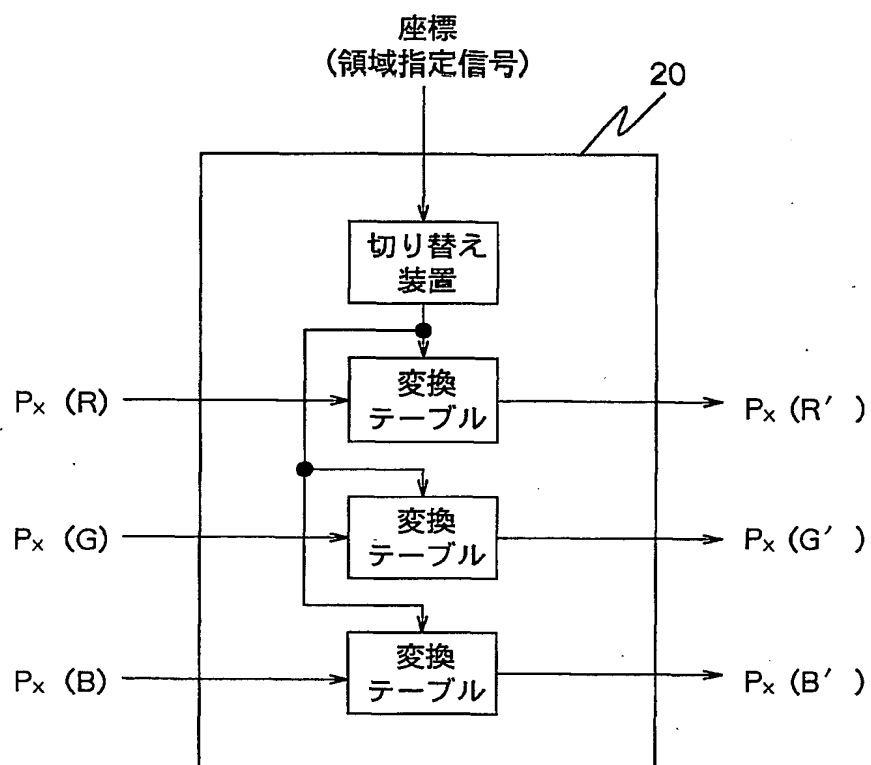 座標
(領域指定信号)
20
切り替え
装置
変換
テーブル
Px (R)
Px (R′)
変換
テーブル
Px (G)
Px (G′)
変換
テーブル
Px (B)
Px (B′)